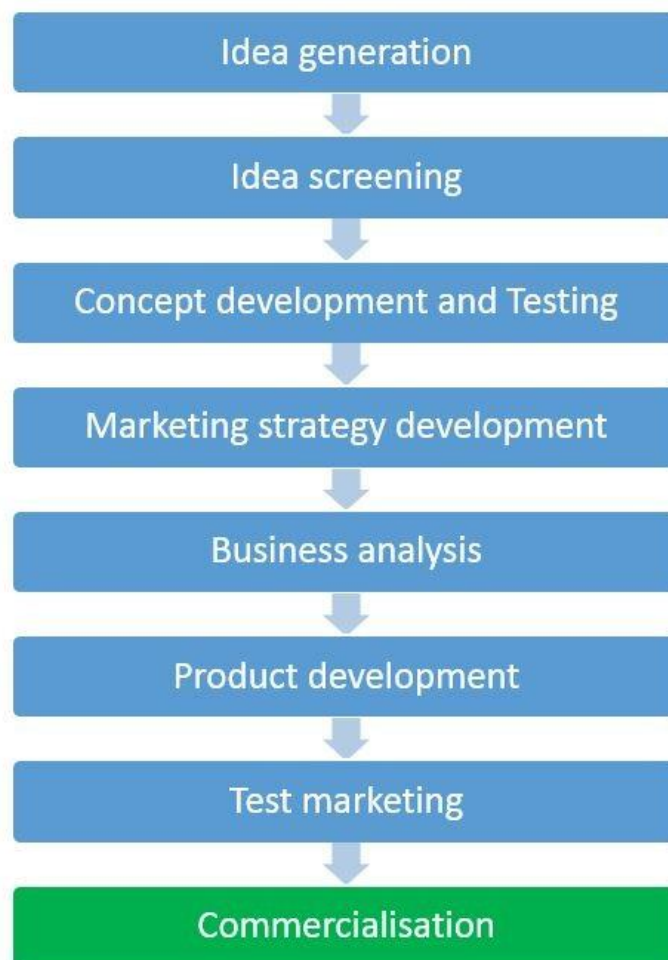 Idea generation
Idea screening
Concept development and Testing
Marketing strategy development
Business analysis
Product development
Test marketing
Commercialisation